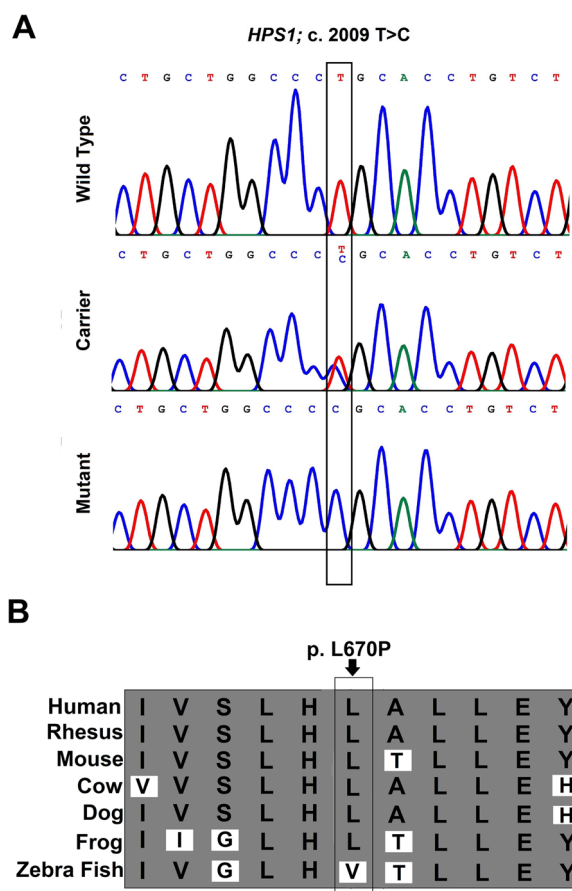 A
HPS1; c. 2009 T>C
Wild Type
C T G C T G G C C C T G C A C C T G T C T
Carrier
C T G C T G G C C C T G C A C C T G T C T
C
Mutant
C T G C T G G C C C C G C A C C T G T C T
B
p. L670P
Human I V S L H L A L L E Y
Rhesus I V S L H L A L L E Y
Mouse I V S L H L T L L E Y
Cow V V S L H L A L L E H
Dog I V S L H L A L L E H
Frog I I G L H L T L L E Y
Zebra Fish I V G L H V T L L E Y